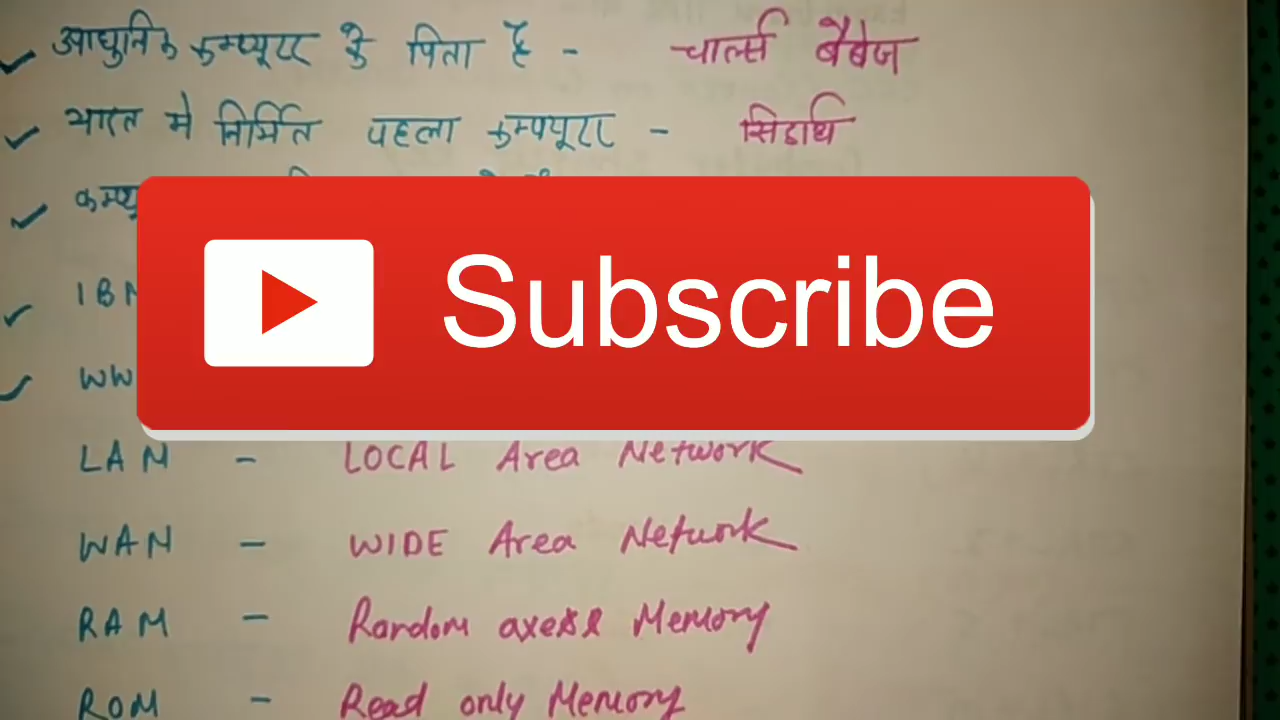 आधुनिक कम्प्यूटर के पिता है - चार्ल्स बैबेज
भारत मे निर्मित पहला कम्प्यूटर - सिद्धार्थ
Subscribe
LAN - LOCAL Area Network
WAN - WIDE Area Network
RAM - Random Memory
ROM - Read only Memory